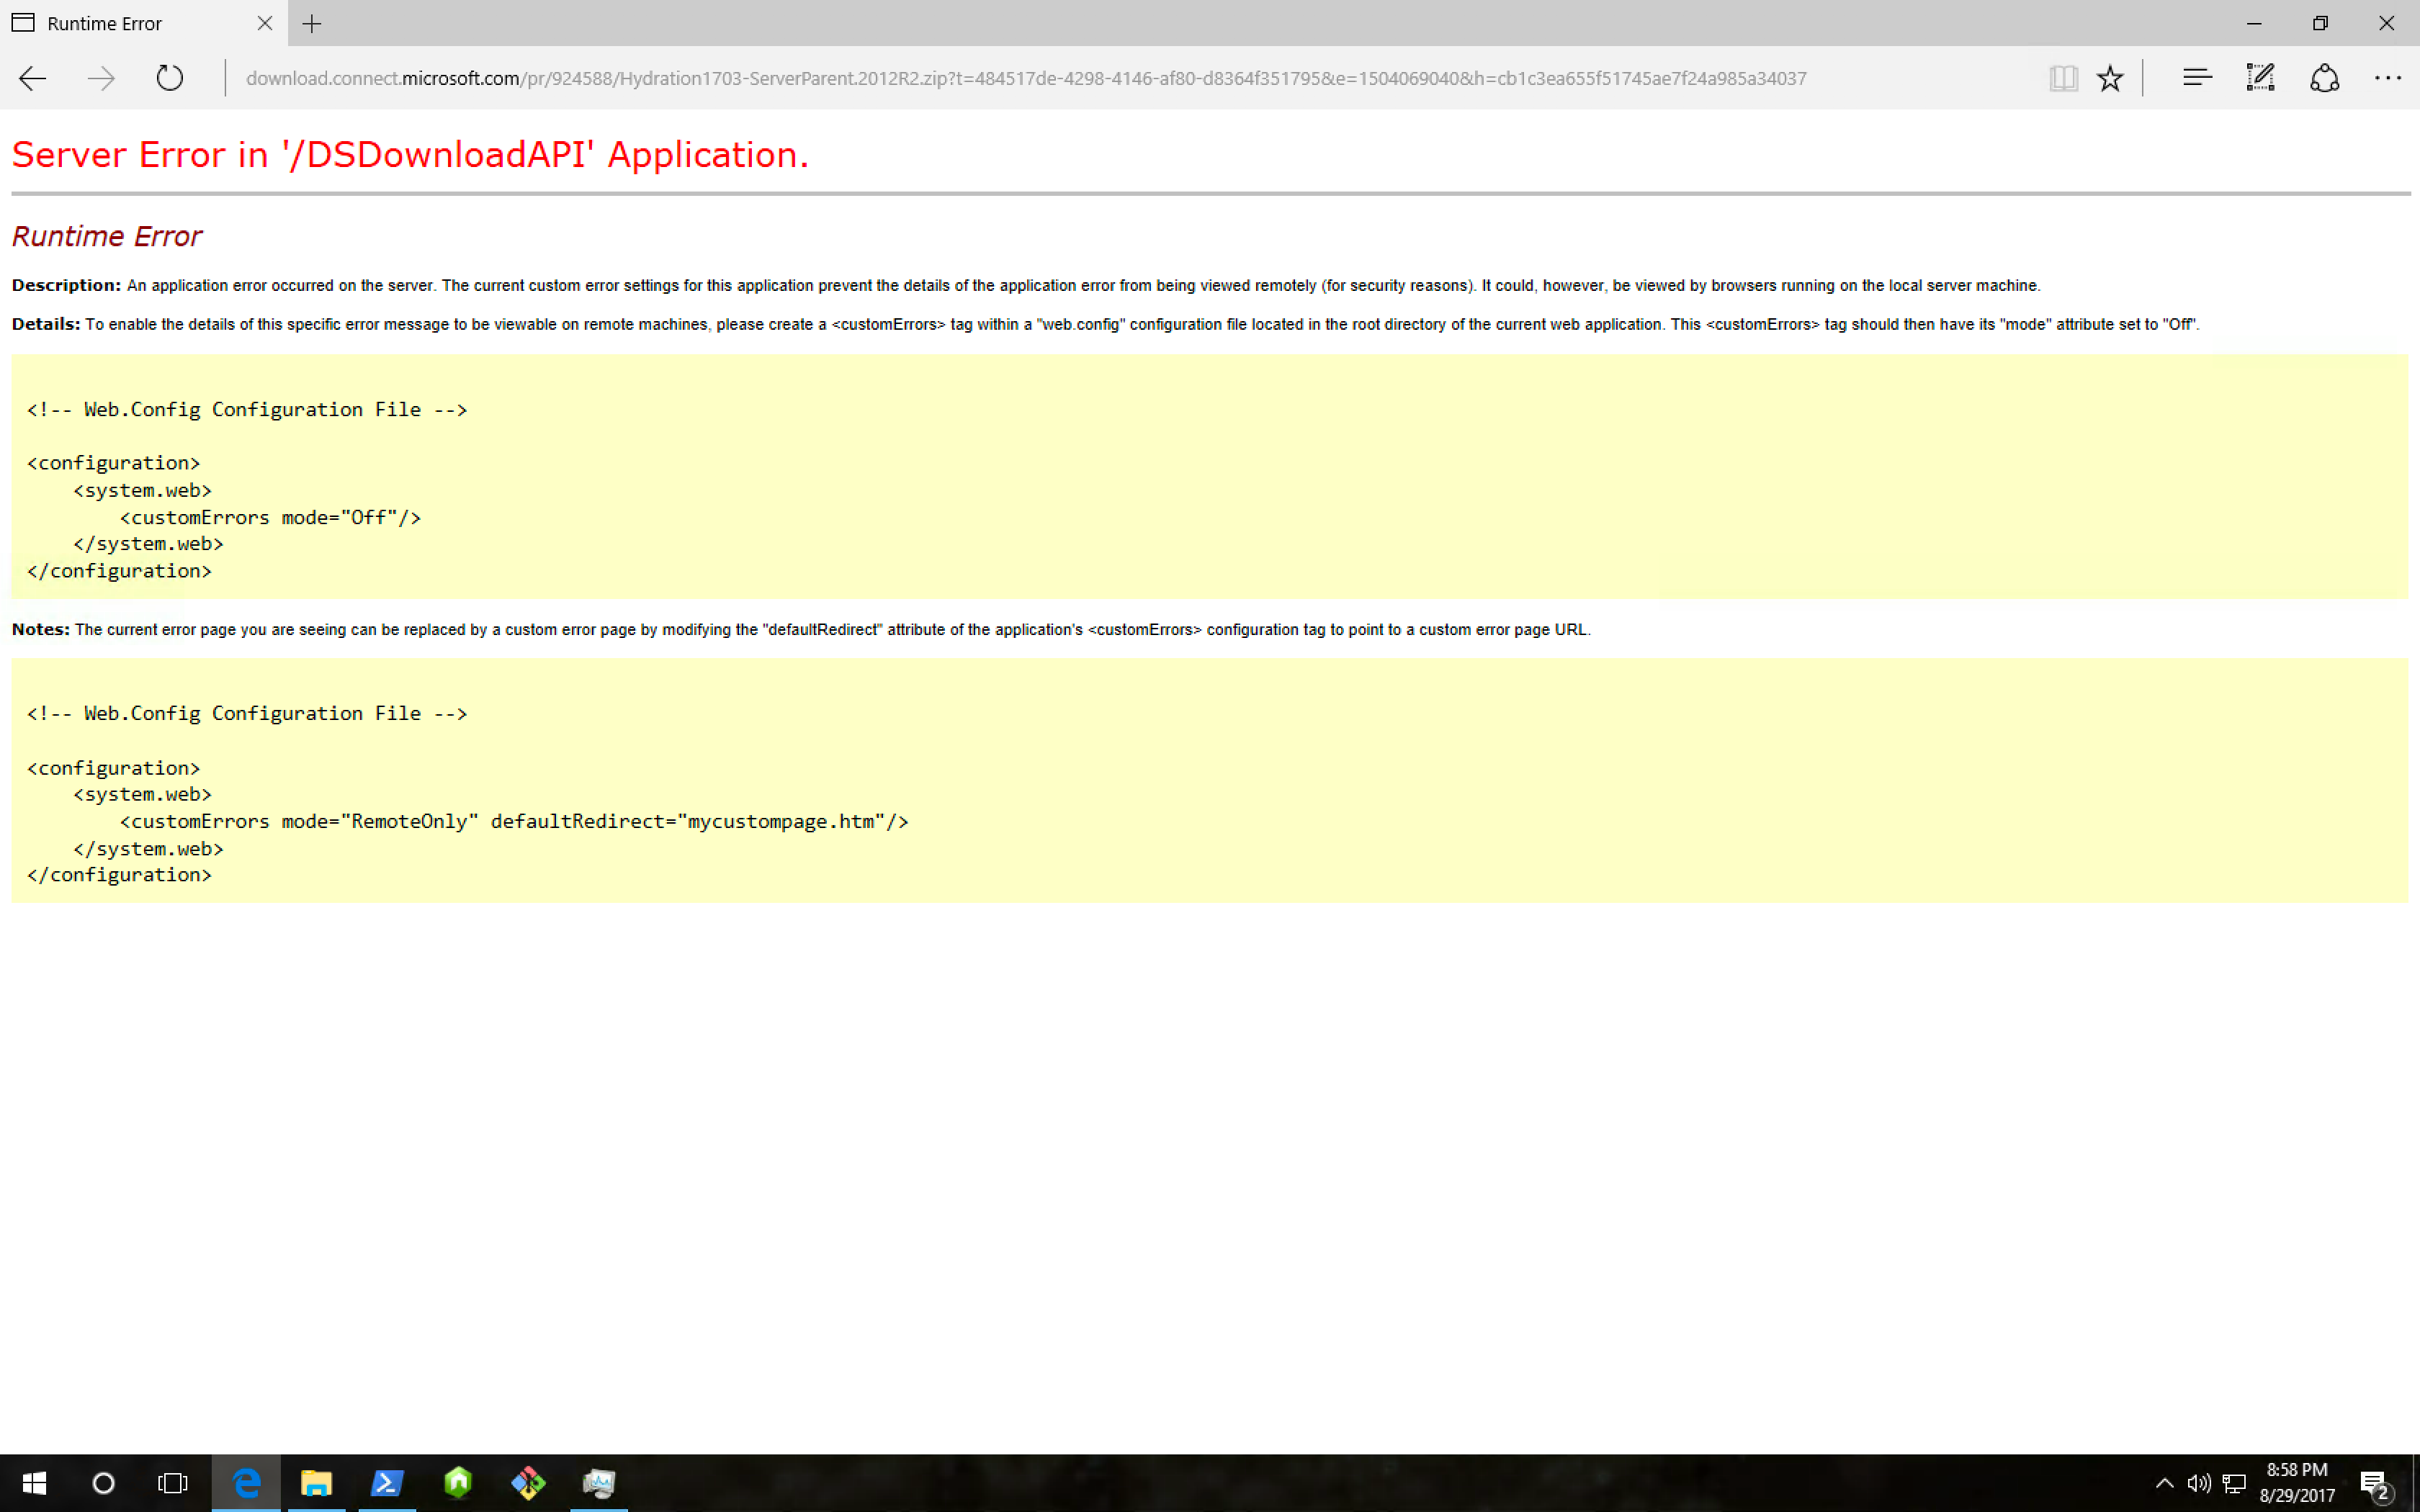 Runtime Error
download.connect.microsoft.com/pr/924588/Hydration1703-ServerParent.2012R2.zip?t=484517de-4298-4146-af80-d8364f351795&e=1504069040&h=cb1c3ea655f51745ae7f24a985a34037
Server Error in '/DSDownloadAPI' Application.
Runtime Error
Description: An application error occurred on the server. The current custom error settings for this application prevent the details of the application error from being viewed remotely (for security reasons). It could, however, be viewed by browsers running on the local server machine.
Details: To enable the details of this specific error message to be viewable on remote machines, please create a <customErrors> tag within a "web.config" configuration file located in the root directory of the current web application. This <customErrors> tag should then have its "mode" attribute set to "Off".
<!-- Web.Config Configuration File -->
<configuration>
<system.web>
<customErrors mode="Off"/>
</system.web>
</configuration>
Notes: The current error page you are seeing can be replaced by a custom error page by modifying the "defaultRedirect" attribute of the application's <customErrors> configuration tag to point to a custom error page URL.
<!-- Web.Config Configuration File -->
<configuration>
<system.web>
<customErrors mode="RemoteOnly" defaultRedirect="mycustompage.htm"/>
</system.web>
</configuration>
8:58 PM
8/29/2017
2